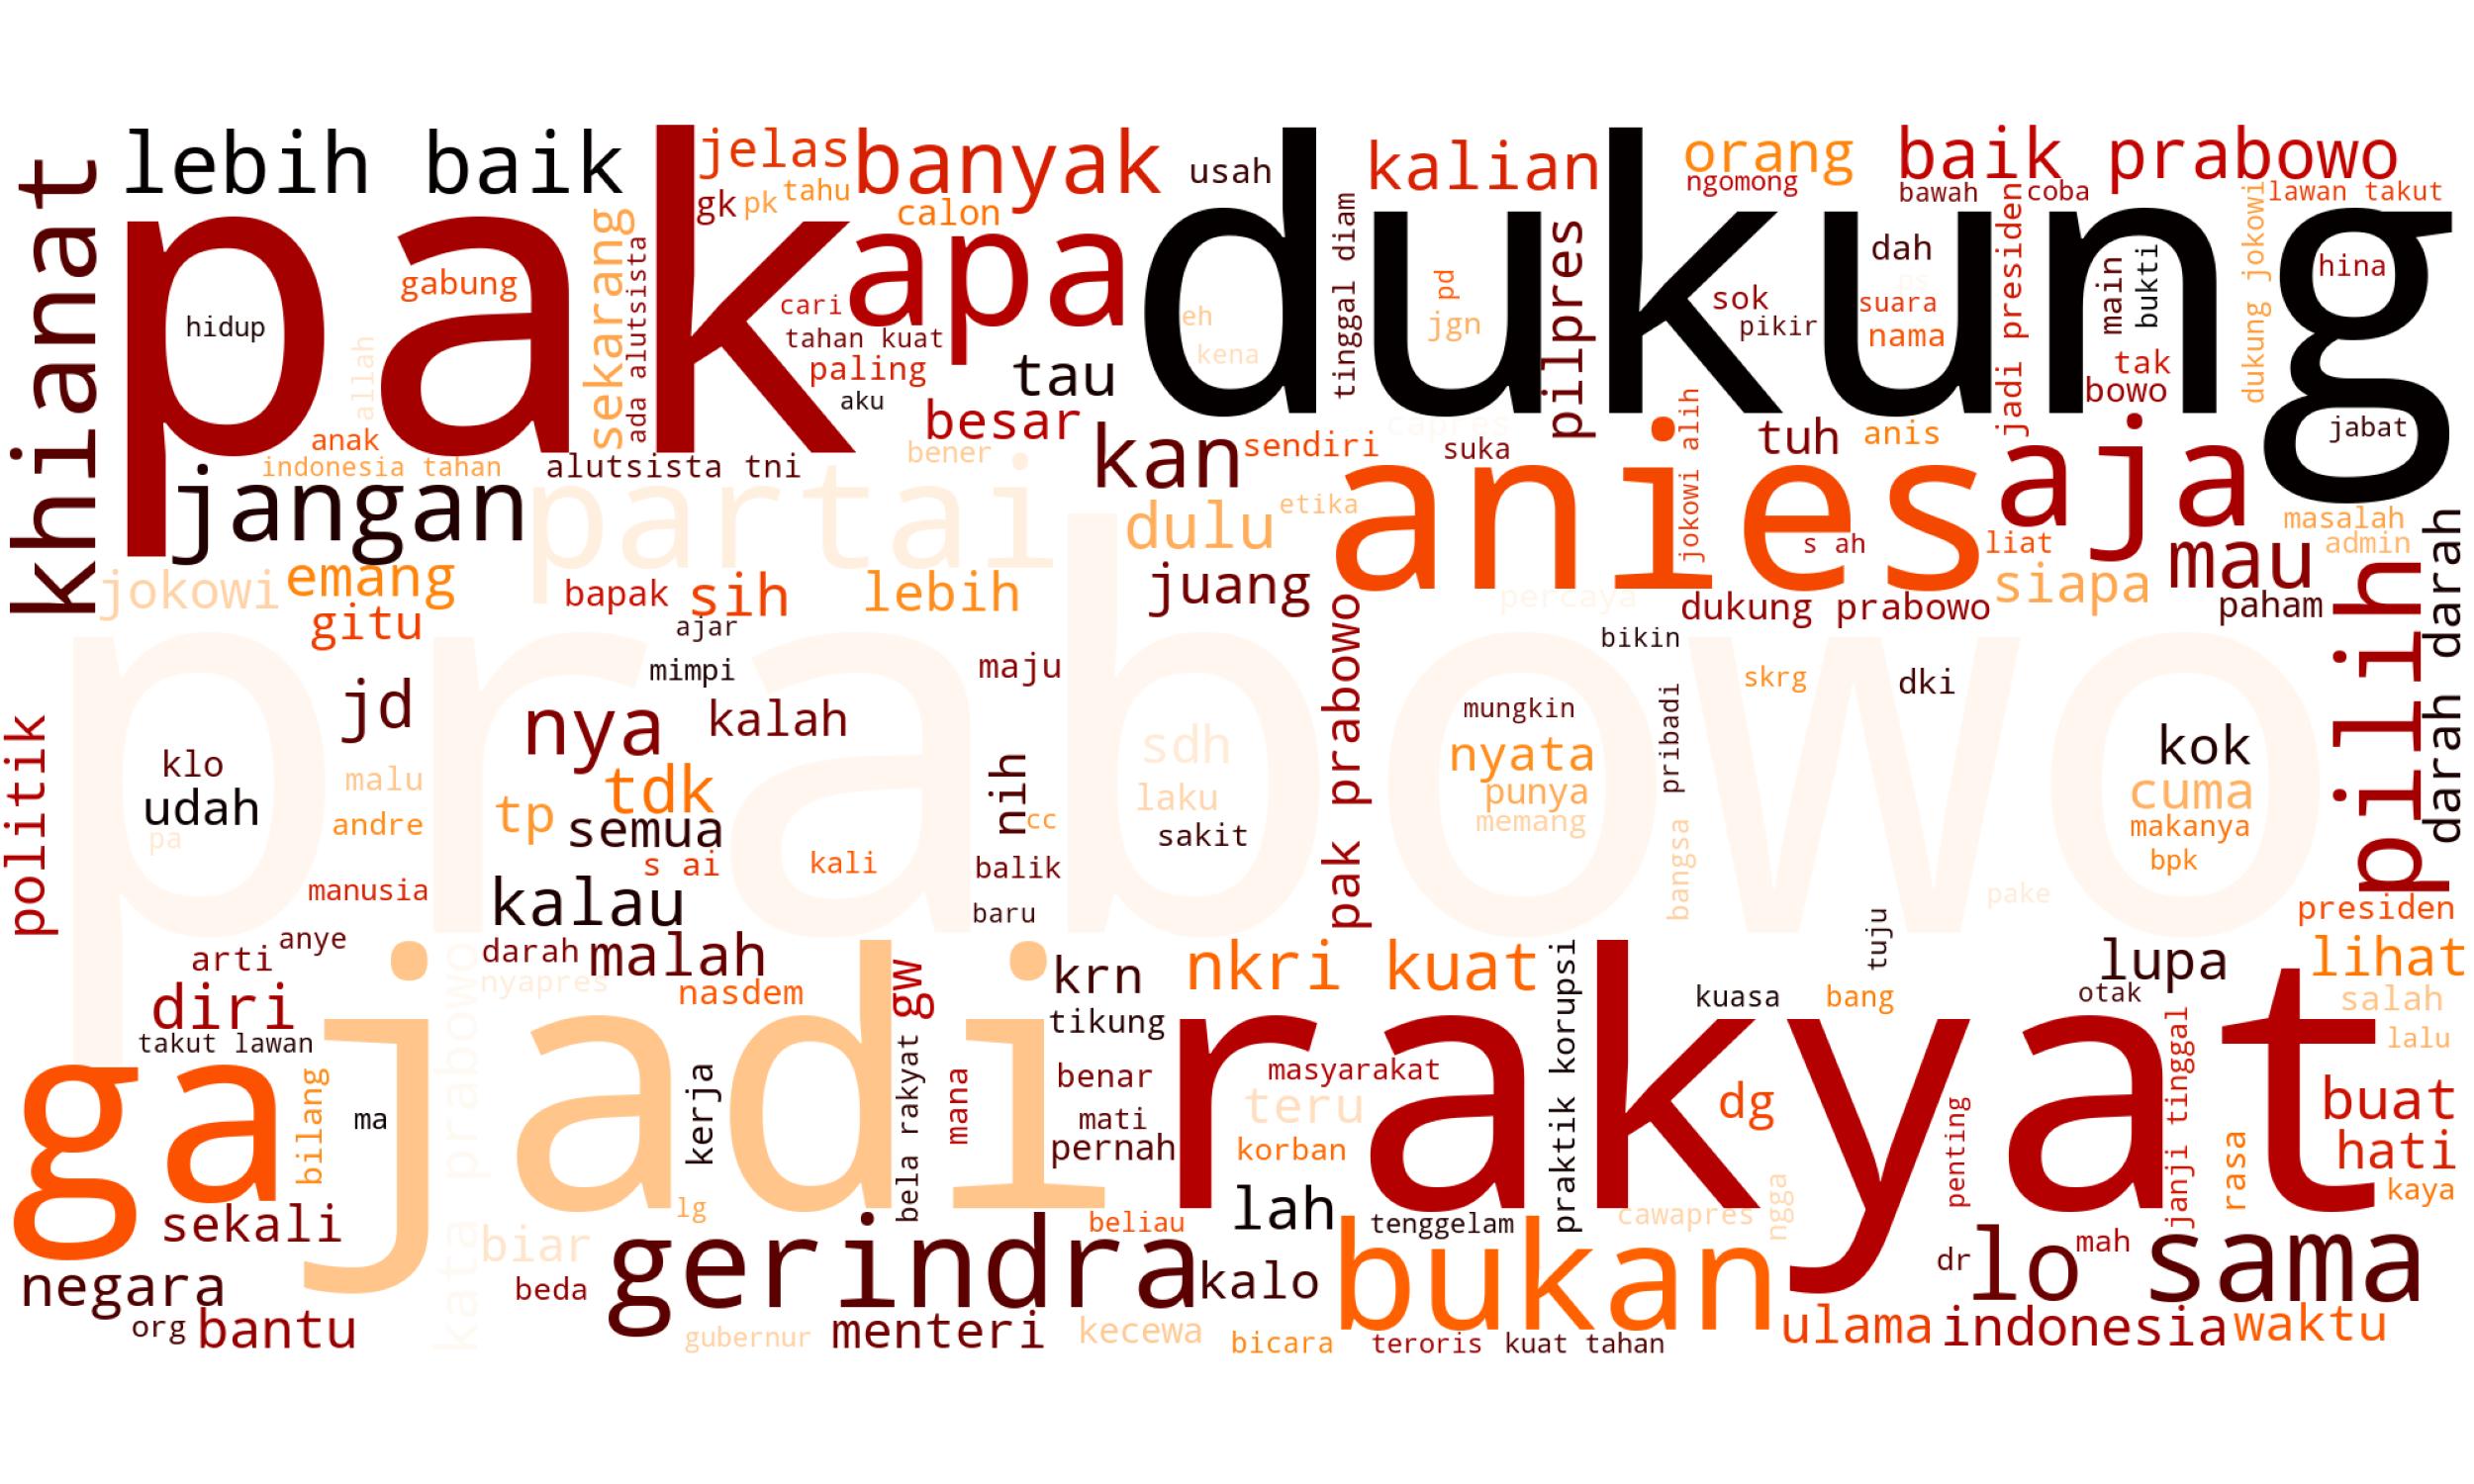 khianat
lebih baik
pak
jelas
banyak
gk
pk
tahu
calon
usah
dukung
kalian
orang
ngomong
baik prabowo
bawah
coba
lawan takut
hidup
gabung
allah
sekarang
ada alutsista
cari
apa
tahan kuat
paling
aku
tau
besar
eh
kena
tinggal diam
pd
jgn
pilpres
sok
pikir
dah
ps
suara
nama
jadi presiden
main
bukti
tak
bowo
dukung jokowi
hina
jabat
anak
indonesia tahan
alutsista tni
bener
jangan
partai
kan
sendiri
capres
suka
dulu
etika
anies
jokowi alih
tuh
anis
s ah
liat
aja
masalah
admin
mau
siapa
paham
jokowi
emang
gitu
bapak
sih
lebih
ajar
juang
percaya
dukung prabowo
bikin
pilih
darah darah
prabowo
jd
mimpi
maju
nya
kalah
pak prabowo
mungkin
skrg
dki
pribadi
politik
klo
udah
pa
malu
andre
tp
tdk
semua
nih
cc
sdh
laku
sakit
nyata
punya
memang
kok
cuma
makanya
bpk
manusia
s ai
kali
balik
baru
kalau
bangsa
pake
presiden
arti
anye
darah
malah
nyapres
nasdem
gw
krn
nkri kuat
praktik korupsi
tuju
kuasa
bang
lupa
otak
lihat
salah
lalu
diri
takut lawan
kata prabowo
jadi
tikung
rakyat
ga
bilang
ma
kerja
bela rakyat
mana
benar
mati
pernah
masyarakat
teru
korban
dg
penting
janji tinggal
rasa
buat
hati
kaya
sekali
lg
biar
beda
gerindra
beliau
lah
tenggelam
cawapres
ngga
dr
lo
mah
sama
negara
org
bantu
gubernur
menteri
kecewa
kalo
bicara
bukan
teroris
kuat tahan
ulama
indonesia
waktu